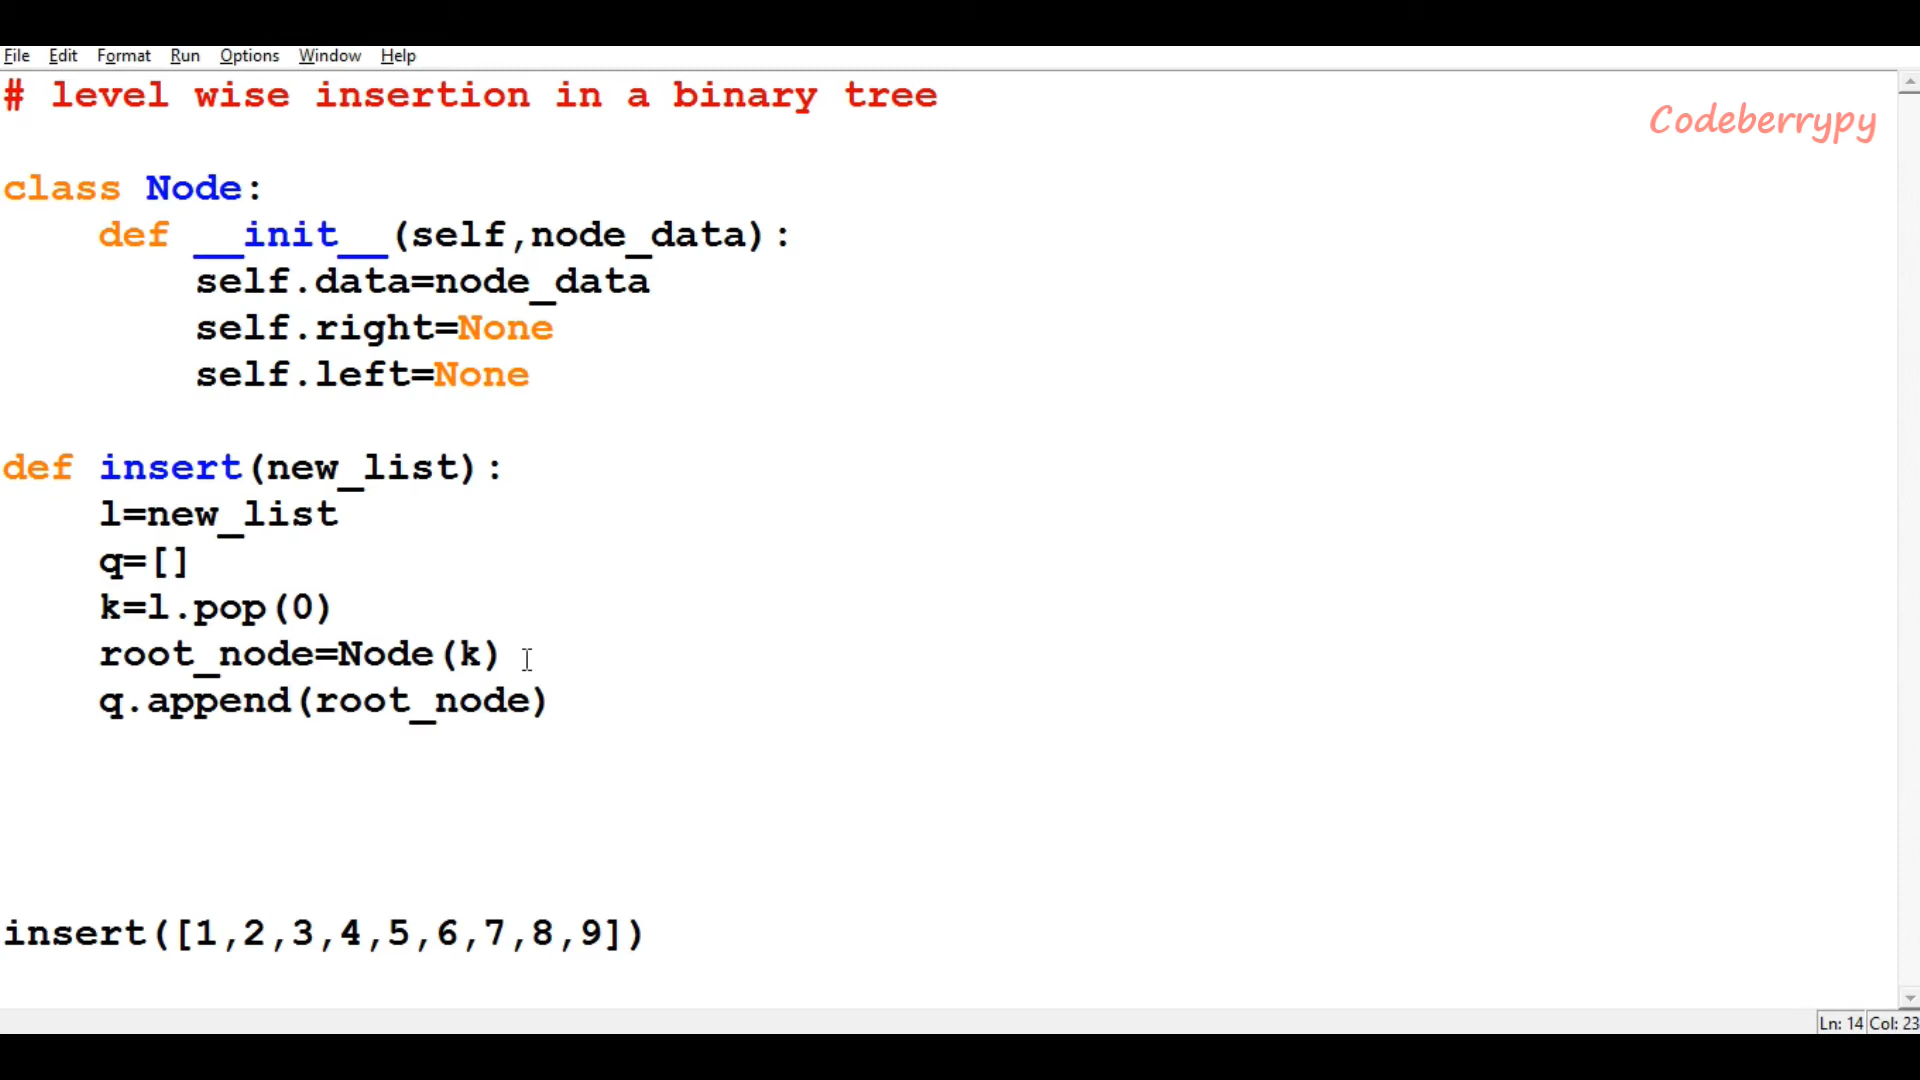 File Edit Format Run Options Window Help
# level wise insertion in a binary tree
Codeberrypy
class Node:
    def __init__(self,node_data):
        self.data=node_data
        self.right=None
        self.left=None
def insert(new_list):
    l=new_list
    q=[]
    k=l.pop(0)
    root_node=Node(k)
    q.append(root_node)
insert([1,2,3,4,5,6,7,8,9])
Ln: 14 Col: 23